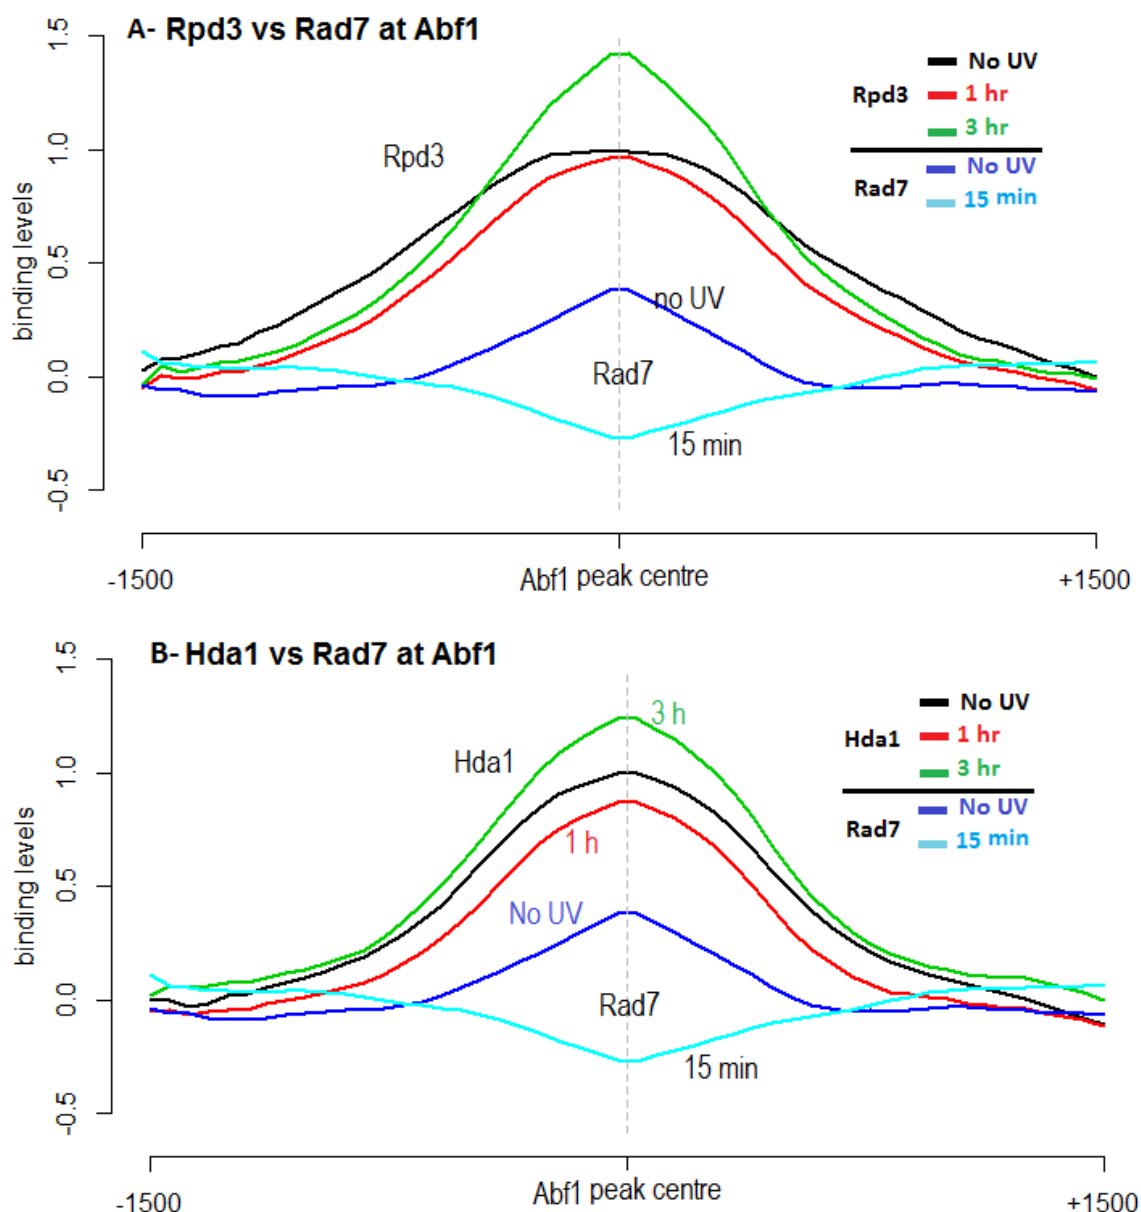 A- Rpd3 vs Rad7 at Abf1
1.5
1.0
0.5
0.0
-0.5
binding levels
Rpd3
no UV
Rad7
15 min
Rpd3
No UV
1 hr
3 hr
Rad7
No UV
15 min
-1500
Abf1 peak centre
+1500
B- Hda1 vs Rad7 at Abf1
1.5
1.0
0.5
0.0
-0.5
binding levels
3 h
Hda1
1 h
No UV
Rad7
15 min
Hda1
No UV
1 hr
3 hr
Rad7
No UV
15 min
-1500
Abf1 peak centre
+1500